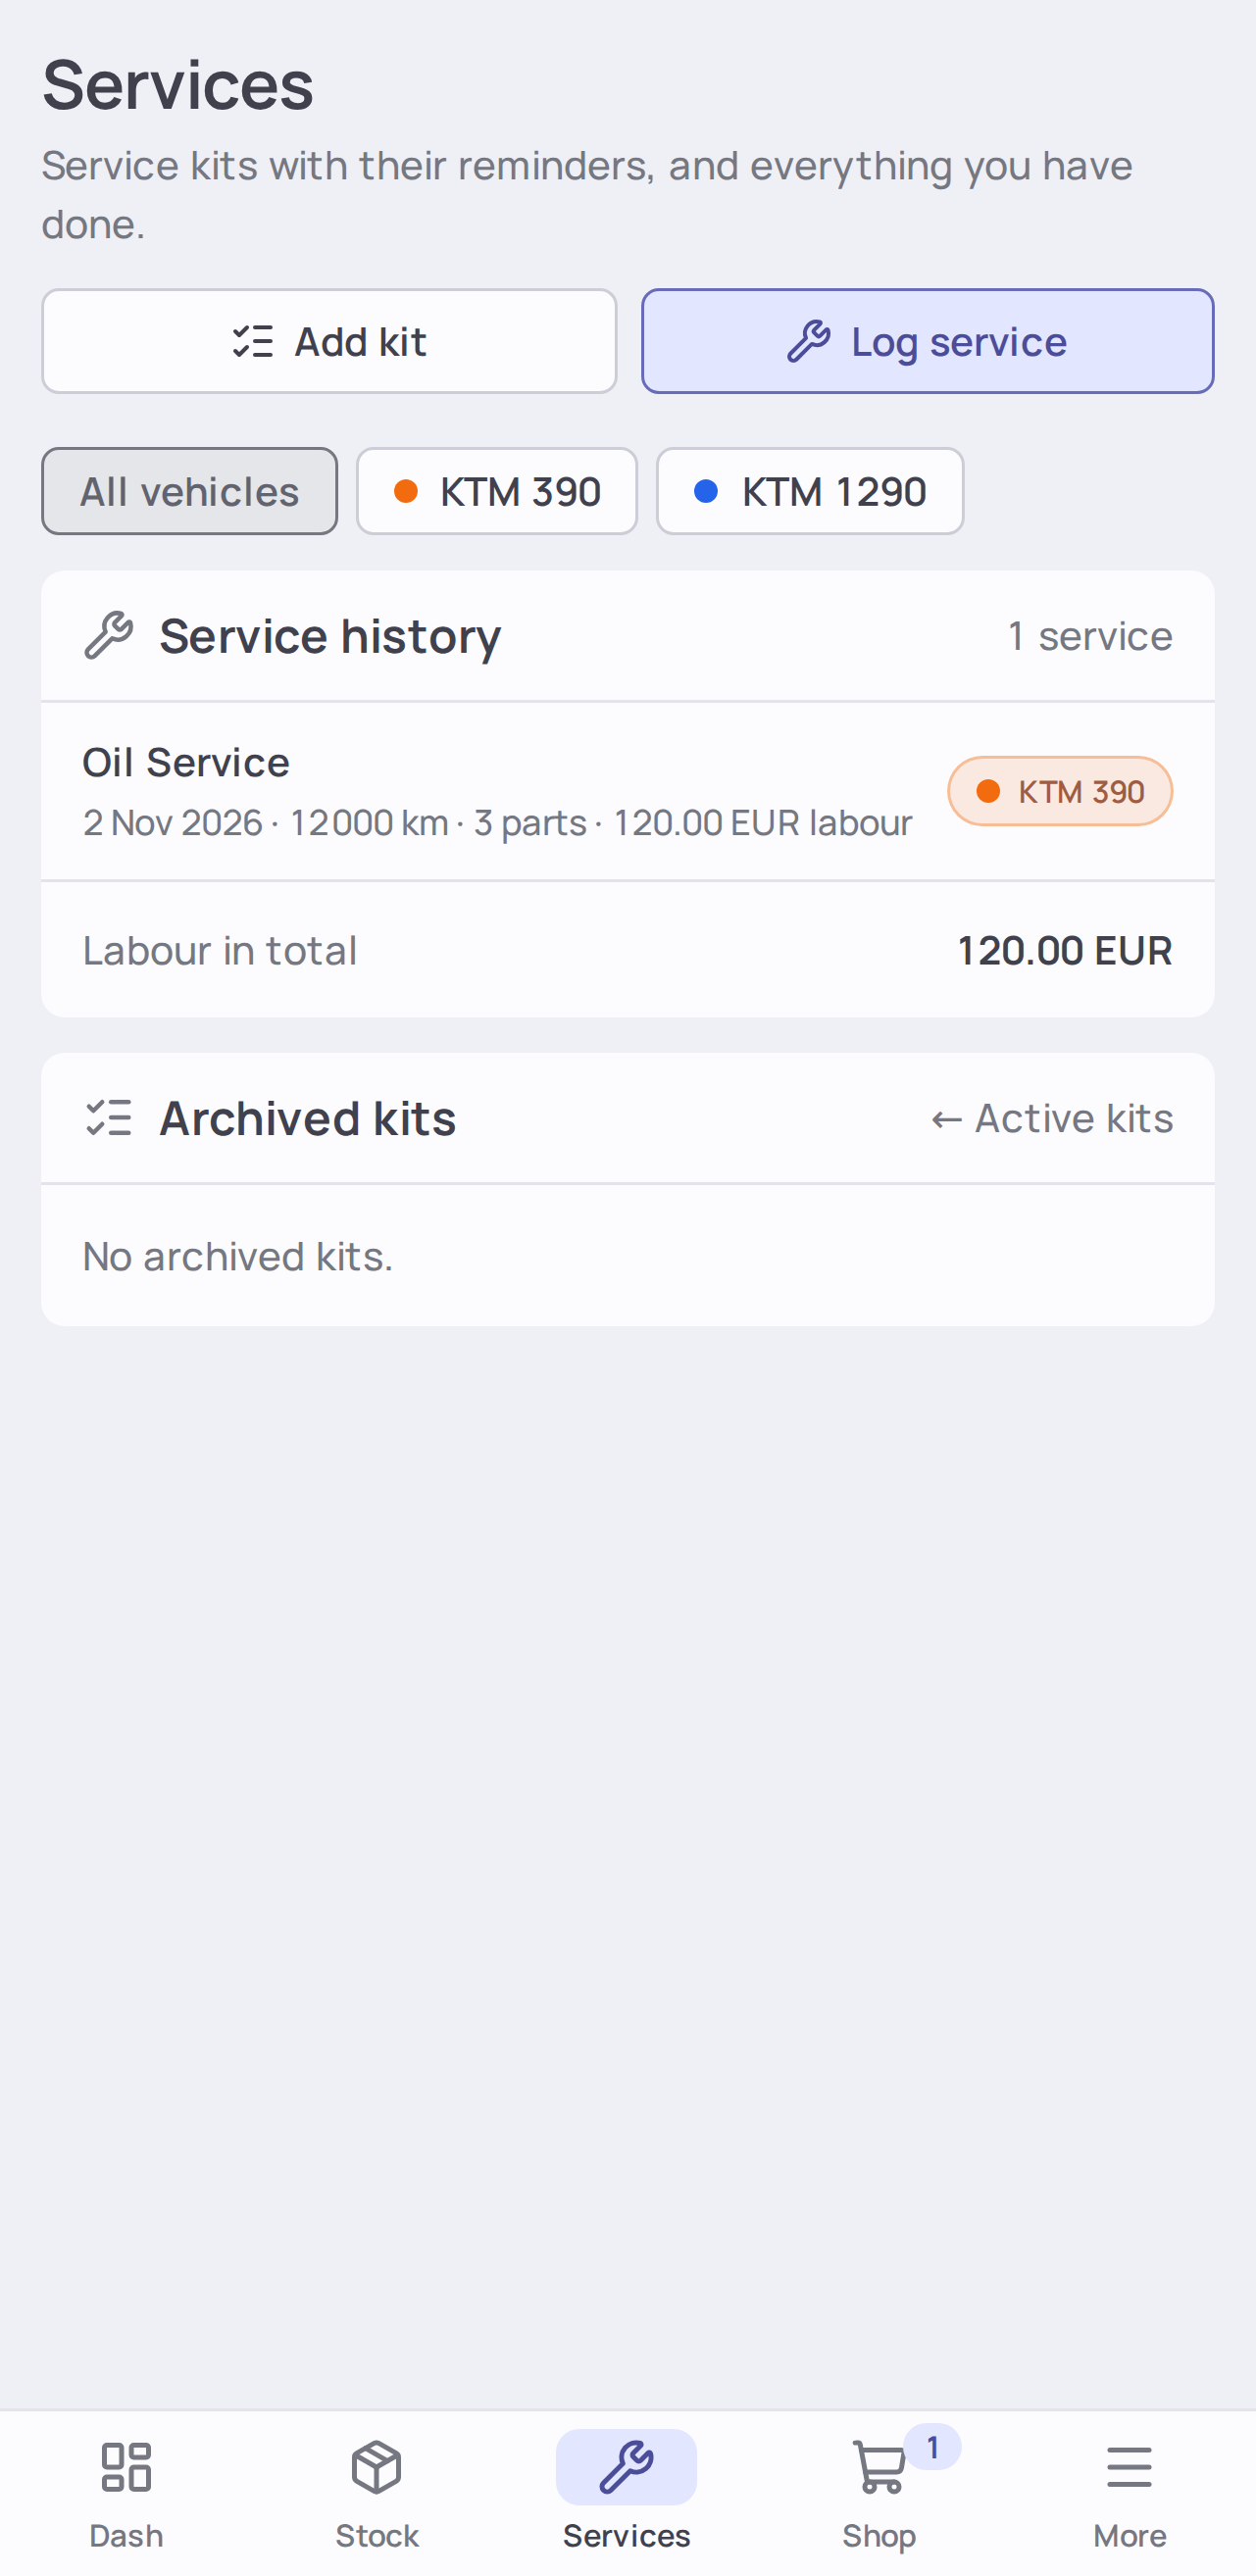 Services
Service kits with their reminders, and everything you have
done.
Add kit
Log service
All vehicles
KTM 390
KTM 1290
Service history
1 service
Oil Service
KTM 390
2 Nov 2026 · 12 000 km · 3 parts · 120.00 EUR labour
Labour in total
120.00 EUR
Archived kits
← Active kits
No archived kits.
1
Dash
Stock
Services
Shop
More